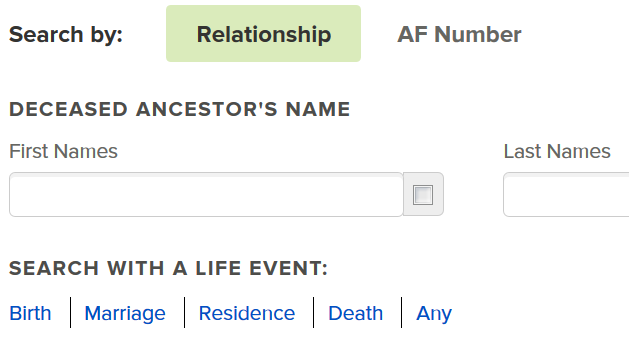 Search by: Relationship AF Number
DECEASED ANCESTOR'S NAME
First Names Last Names
SEARCH WITH A LIFE EVENT:
Birth Marriage Residence Death Any